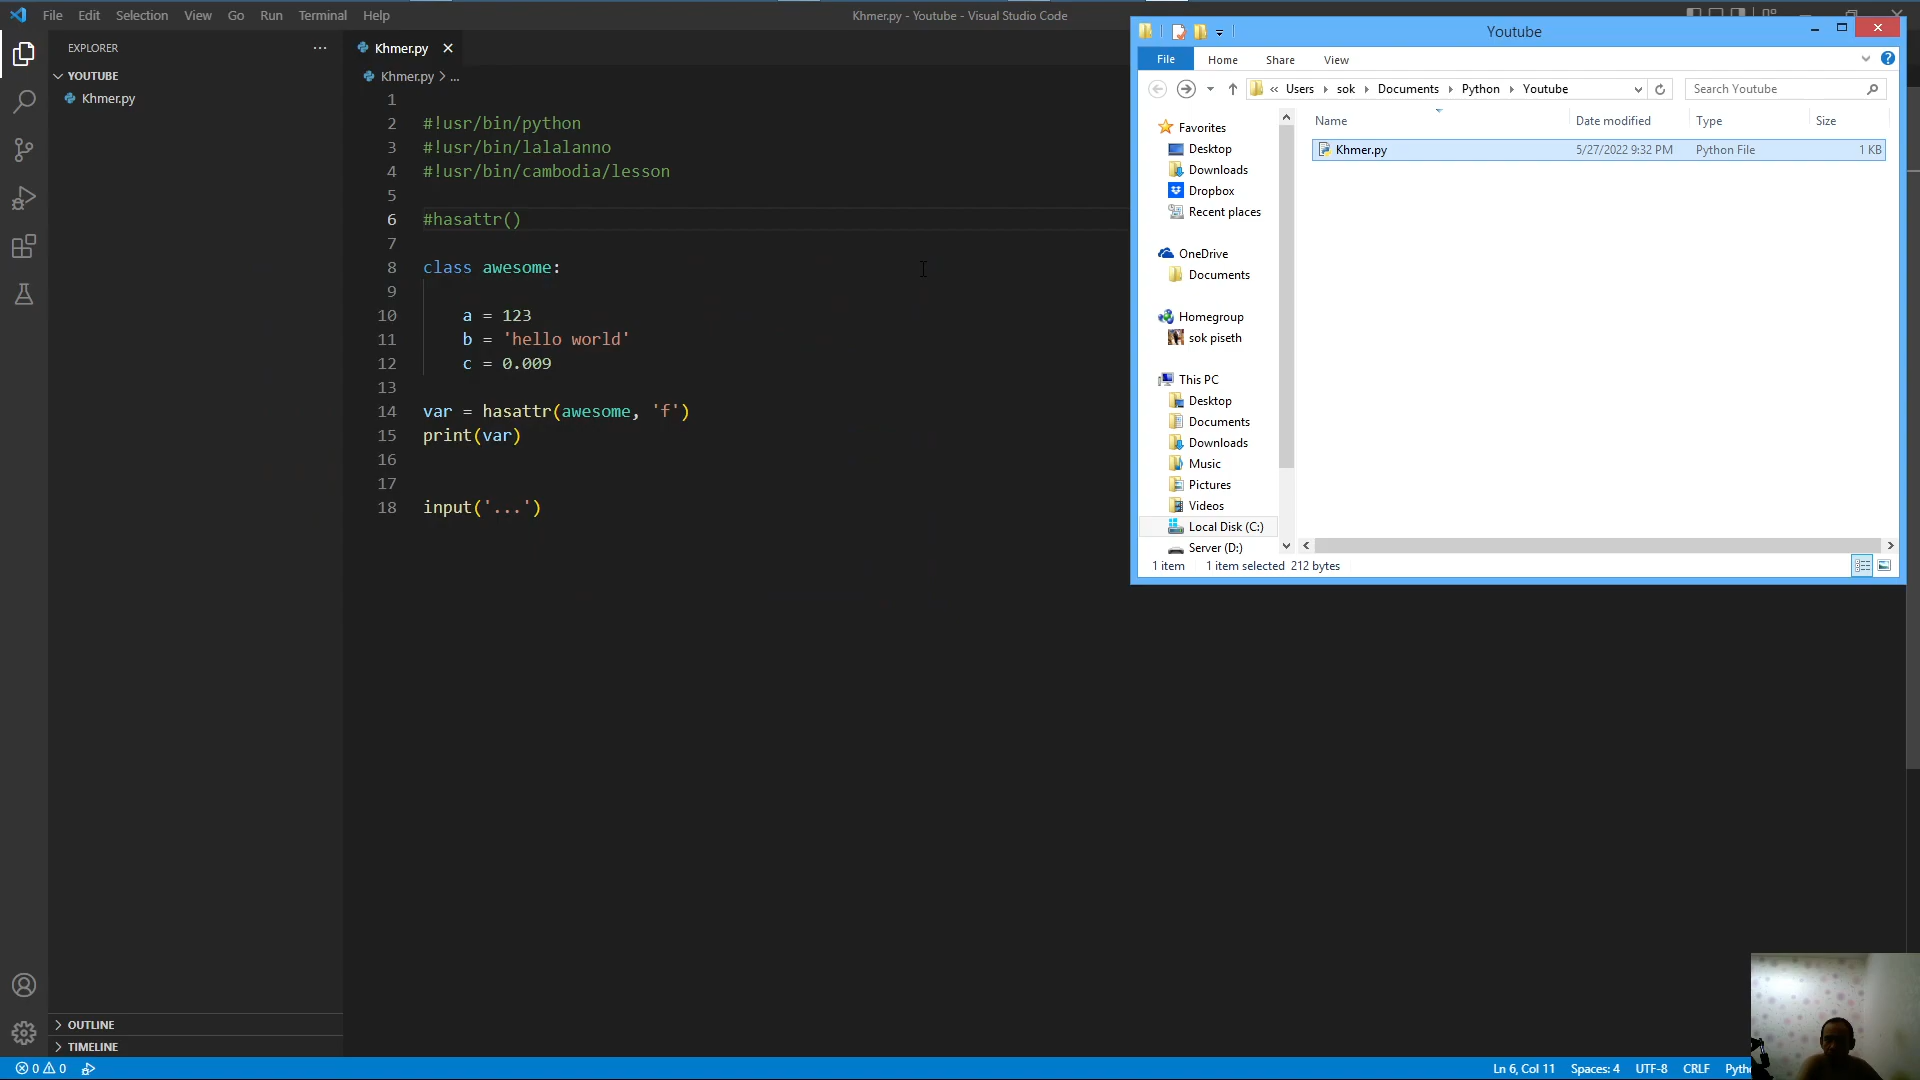 File Edit Selection View Go Run Terminal Help
Khmer.py - Youtube - Visual Studio Code
EXPLORER
YOUTUBE
Khmer.py
OUTLINE
TIMELINE
Khmer.py
Khmer.py > ...
1
2 #!usr/bin/python
3 #!usr/bin/lalalanno
4 #!usr/bin/cambodia/lesson
5
6 #hasattr()
7
8 class awesome:
9
10 a = 123
11 b = 'hello world'
12 c = 0.009
13
14 var = hasattr(awesome, 'f')
15 print(var)
16
17
18 input('...')
Youtube
File Home Share View
« Users Sok Documents Python Youtube
Search Youtube
Favorites
Desktop
Downloads
Dropbox
Recent places
OneDrive
Documents
Homegroup
sok piseth
This PC
Desktop
Documents
Downloads
Music
Pictures
Videos
Local Disk (C:)
Server (D:)
Name Date modified Type Size
Khmer.py 5/27/2022 9:32 PM Python File 1 KB
1 item 1 item selected 212 bytes
0 0
Ln 6, Col 11 Spaces: 4 UTF-8 CRLF Pytho